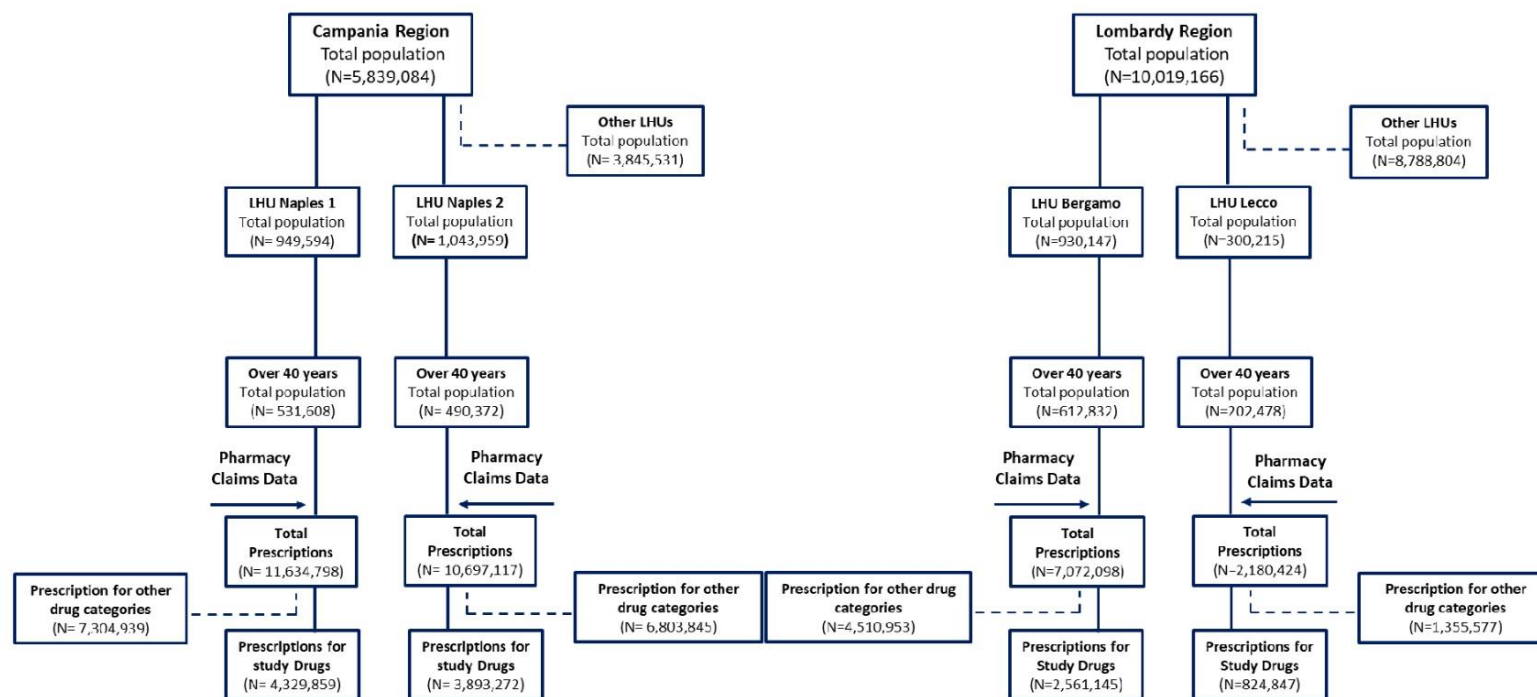 Campania Region
Total population
(N=5,839,084)
Other LHUs
Total population
(N= 3,845,531)
LHU Naples 1
Total population
(N= 949,594)
LHU Naples 2
Total population
(N= 1,043,959)
Over 40 years
Total population
(N= 531,608)
Over 40 years
Total population
(N= 490,372)
Pharmacy
Claims Data
Pharmacy
Claims Data
Total
Prescriptions
(N= 11,634,798)
Total
Prescriptions
(N= 10,697,117)
Prescription for other
drug categories
(N= 7,304,939)
Prescription for other
drug categories
(N= 6,803,845)
Prescriptions for
study Drugs
(N= 4,329,859)
Prescriptions for
study Drugs
(N= 3,893,272)
Lombardy Region
Total population
(N=10,019,166)
Other LHUs
Total population
(N=8,788,804)
LHU Bergamo
Total population
(N=930,147)
LHU Lecco
Total population
(N=300,215)
Over 40 years
Total population
(N=612,832)
Over 40 years
Total population
(N=202,478)
Pharmacy
Claims Data
Pharmacy
Claims Data
Total
Prescriptions
(N=7,072,098)
Total
Prescriptions
(N=2,180,424)
Prescription for other drug
categories
(N=4,510,953)
Prescription for other
drug categories
(N=1,355,577)
Prescriptions for
Study Drugs
(N=2,561,145)
Prescriptions for
Study Drugs
(N=824,847)